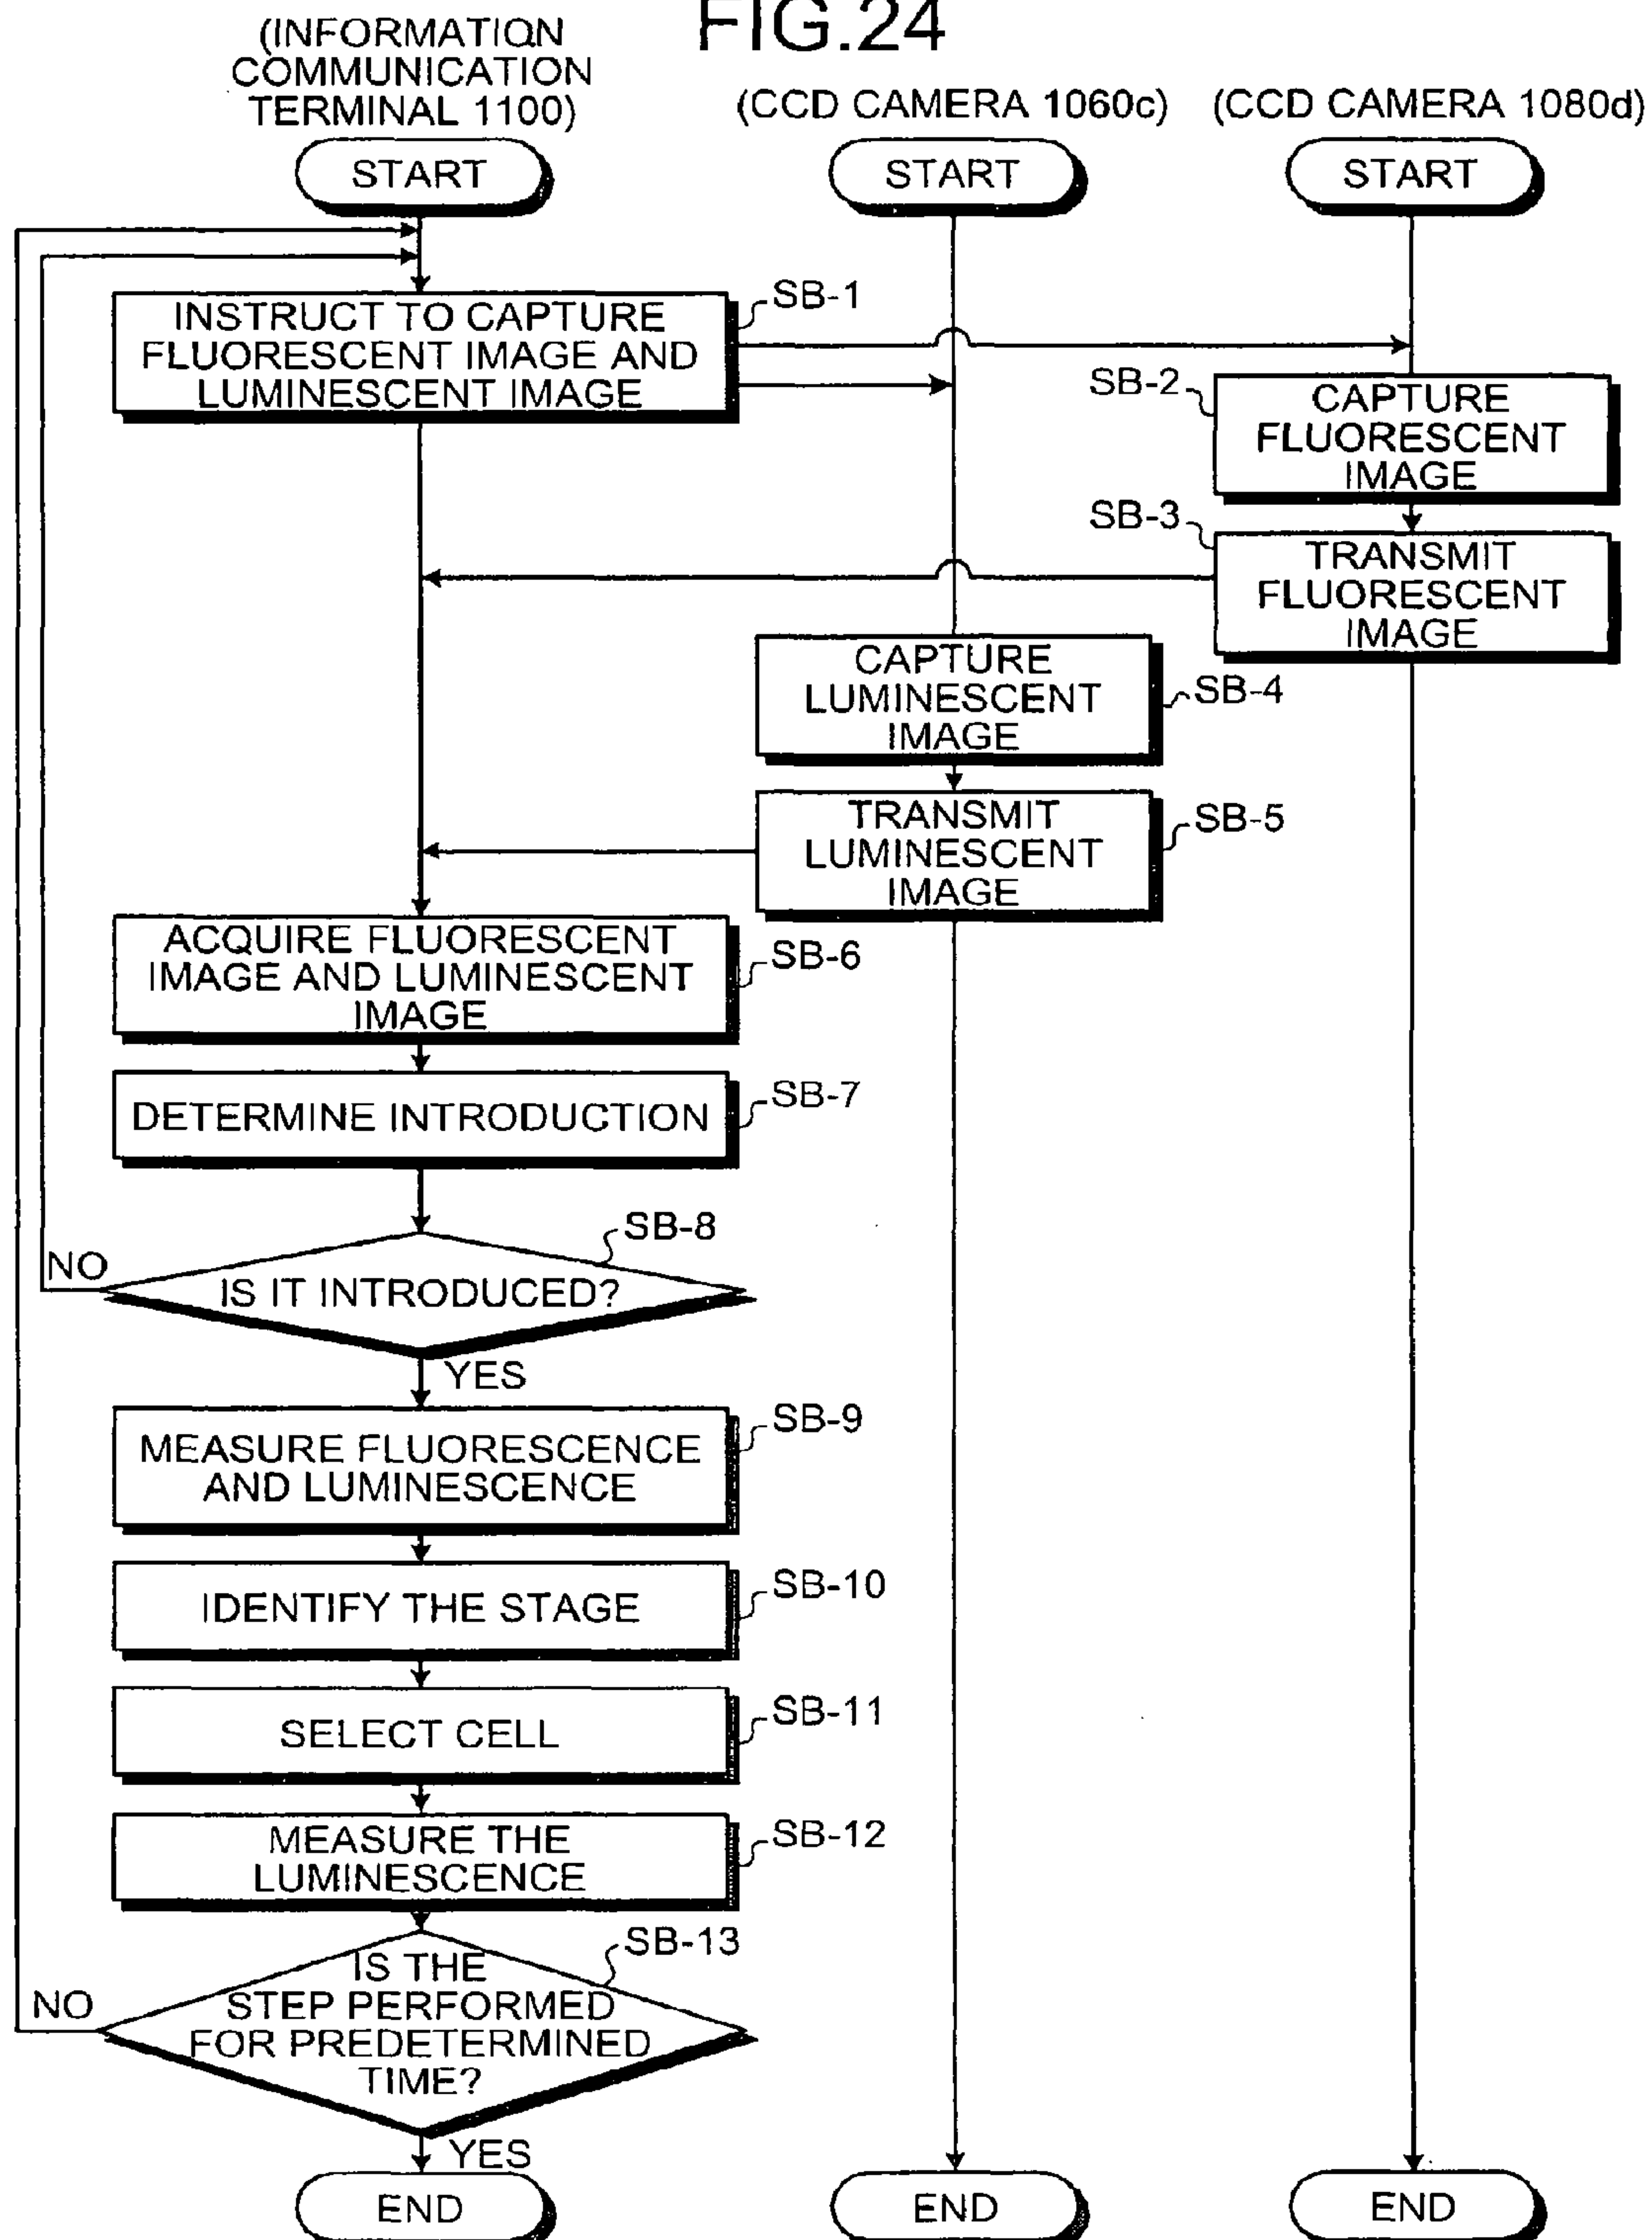 FIG.24
(INFORMATION
COMMUNICATION
TERMINAL 1100)
(CCD CAMERA 1060c)
(CCD CAMERA 1080d)
START
START
START
INSTRUCT TO CAPTURE
FLUORESCENT IMAGE AND
LUMINESCENT IMAGE
SB-1
SB-2
CAPTURE
FLUORESCENT
IMAGE
SB-3
TRANSMIT
FLUORESCENT
IMAGE
CAPTURE
LUMINESCENT
IMAGE
SB-4
TRANSMIT
LUMINESCENT
IMAGE
SB-5
ACQUIRE FLUORESCENT
IMAGE AND LUMINESCENT
IMAGE
SB-6
DETERMINE INTRODUCTION
SB-7
SB-8
NO
IS IT INTRODUCED?
YES
MEASURE FLUORESCENCE
AND LUMINESCENCE
SB-9
IDENTIFY THE STAGE
SB-10
SELECT CELL
SB-11
MEASURE THE
LUMINESCENCE
SB-12
SB-13
NO
IS THE
STEP PERFORMED
FOR PREDETERMINED
TIME?
YES
END
END
END